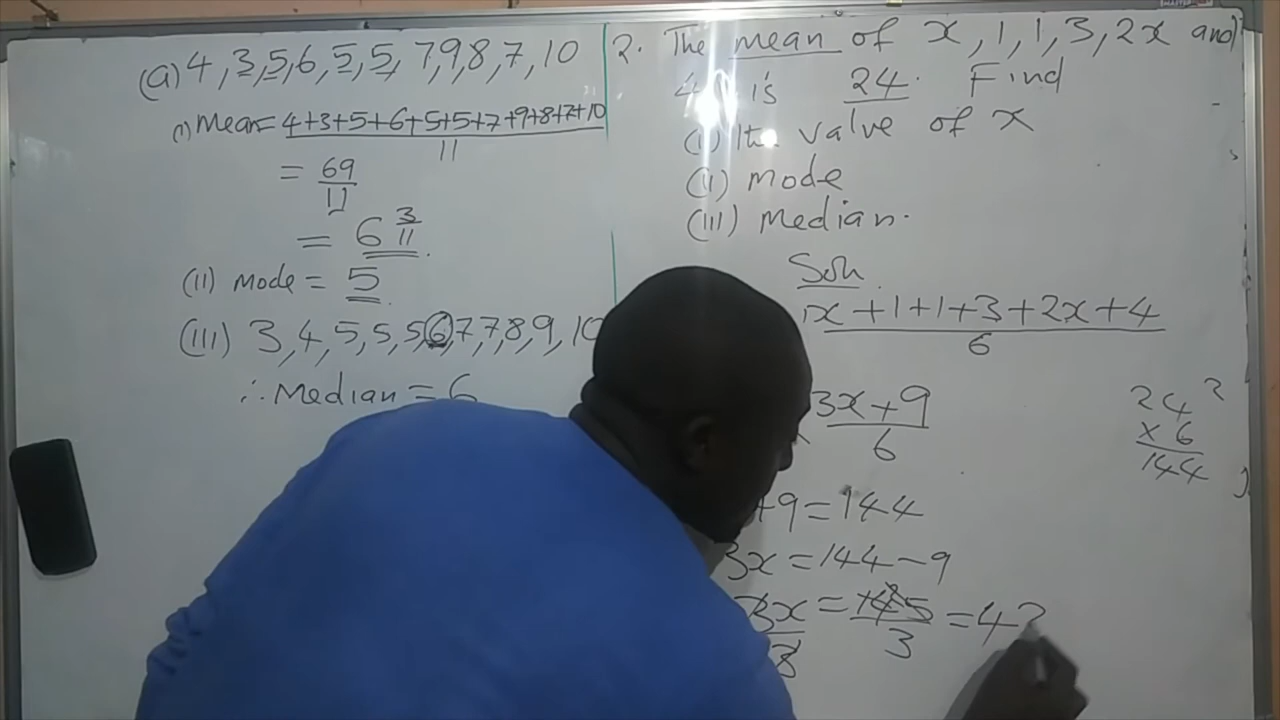 (a) 4, 3, 5, 6, 5, 5, 7, 9, 8, 7, 10
(i) Mean = 4+3+5+6+5+5+7+9+8+7+10
11
= 69
11
= 6 3/11
(ii) mode = 5
(iii) 3, 4, 5, 5, 5, 6, 7, 7, 8, 9, 10
∴ Median = 6
2. The mean of x, 1, 1, 3, 2x and
4 is 24. Find
(i) the value of x
(ii) mode
(iii) median.
Soln
x + 1 + 1 + 3 + 2x + 4
6
3x + 9
6
+ 9 = 144
3x = 144 - 9
3x = 145 = 4
3 3
24 2
x 6
144